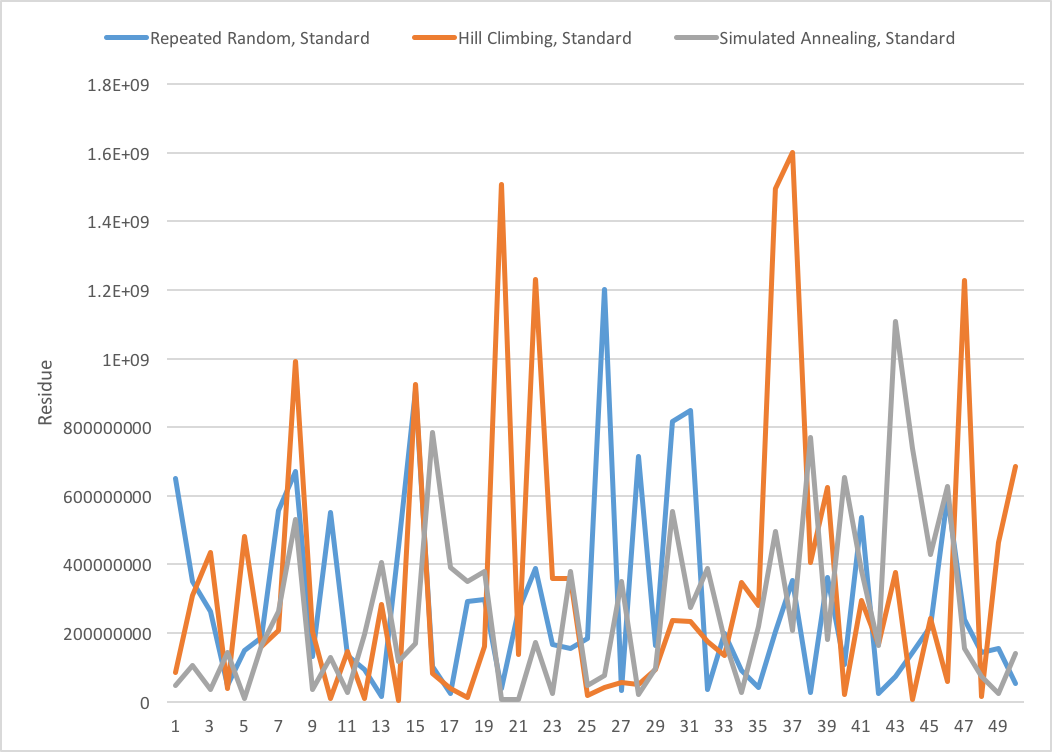 Repeated Random, Standard Hill Climbing, Standard Simulated Annealing, Standard
1.8E+09
1.6E+09
1.4E+09
1.2E+09
1E+09
800000000
600000000
400000000
200000000
0
Residue
1 3 5 7 9 11 13 15 17 19 21 23 25 27 29 31 33 35 37 39 41 43 45 47 49